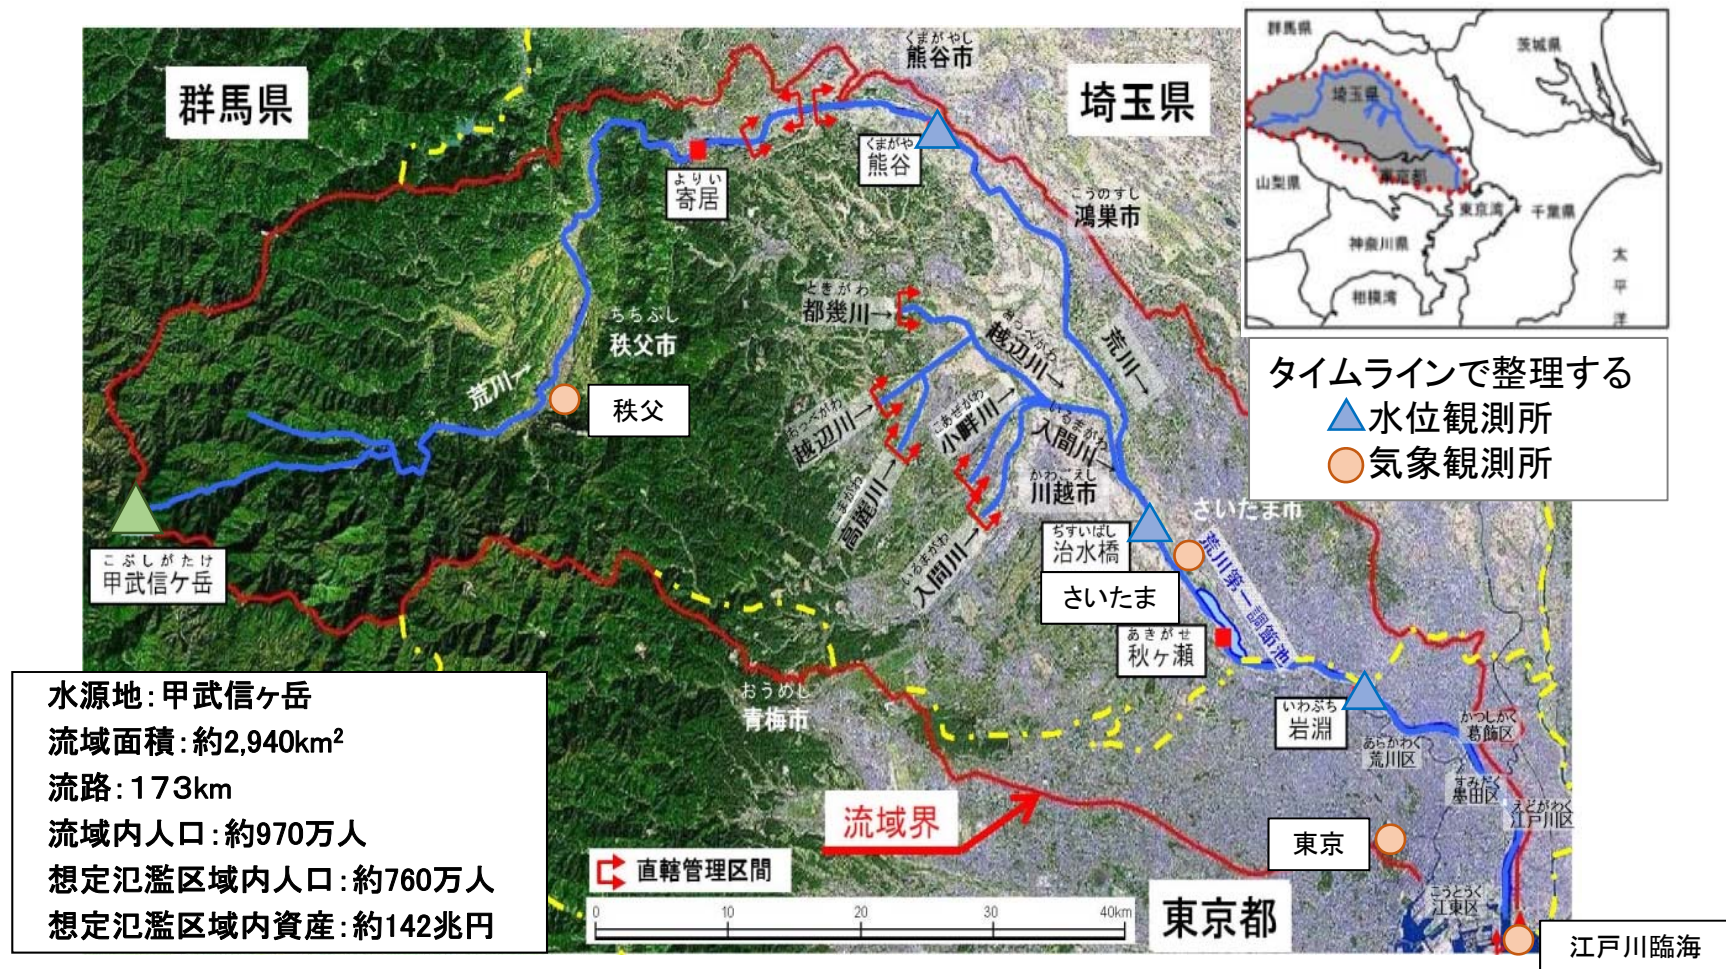 群馬県
くまがやし
熊谷市
埼玉県
くまがや
熊谷
よりい
寄居
こうのすし
鴻巣市
ときがわ
都幾川→
おっぺがわ
越辺川→
荒川→
ちちぶし
秩父市
荒川→
秩父
おっぺがわ
越辺川→
こあぜがわ
小畔川→
いるまがわ
入間川→
こまがわ
高麗川→
かわごえし
川越市
いるまがわ
入間川→
さいたま市
ちすいばし
治水橋
さいたま
荒川第一調節池
あきがせ
秋ヶ瀬
こぶしがたけ
甲武信ケ岳
おうめし
青梅市
いわぶち
岩淵
かつしかく
葛飾区
あらかわく
荒川区
すみだく
墨田区
えどがわく
江戸川区
流域界
東京
こうとうく
江東区
東京都
江戸川臨海
直轄管理区間
0 10 20 30 40km
水源地：甲武信ヶ岳
流域面積：約2,940km²
流路：173km
流域内人口：約970万人
想定氾濫区域内人口：約760万人
想定氾濫区域内資産：約142兆円
群馬県
茨城県
埼玉県
山梨県
東京都
東京湾
千葉県
神奈川県
相模湾
太平洋
タイムラインで整理する
水位観測所
気象観測所